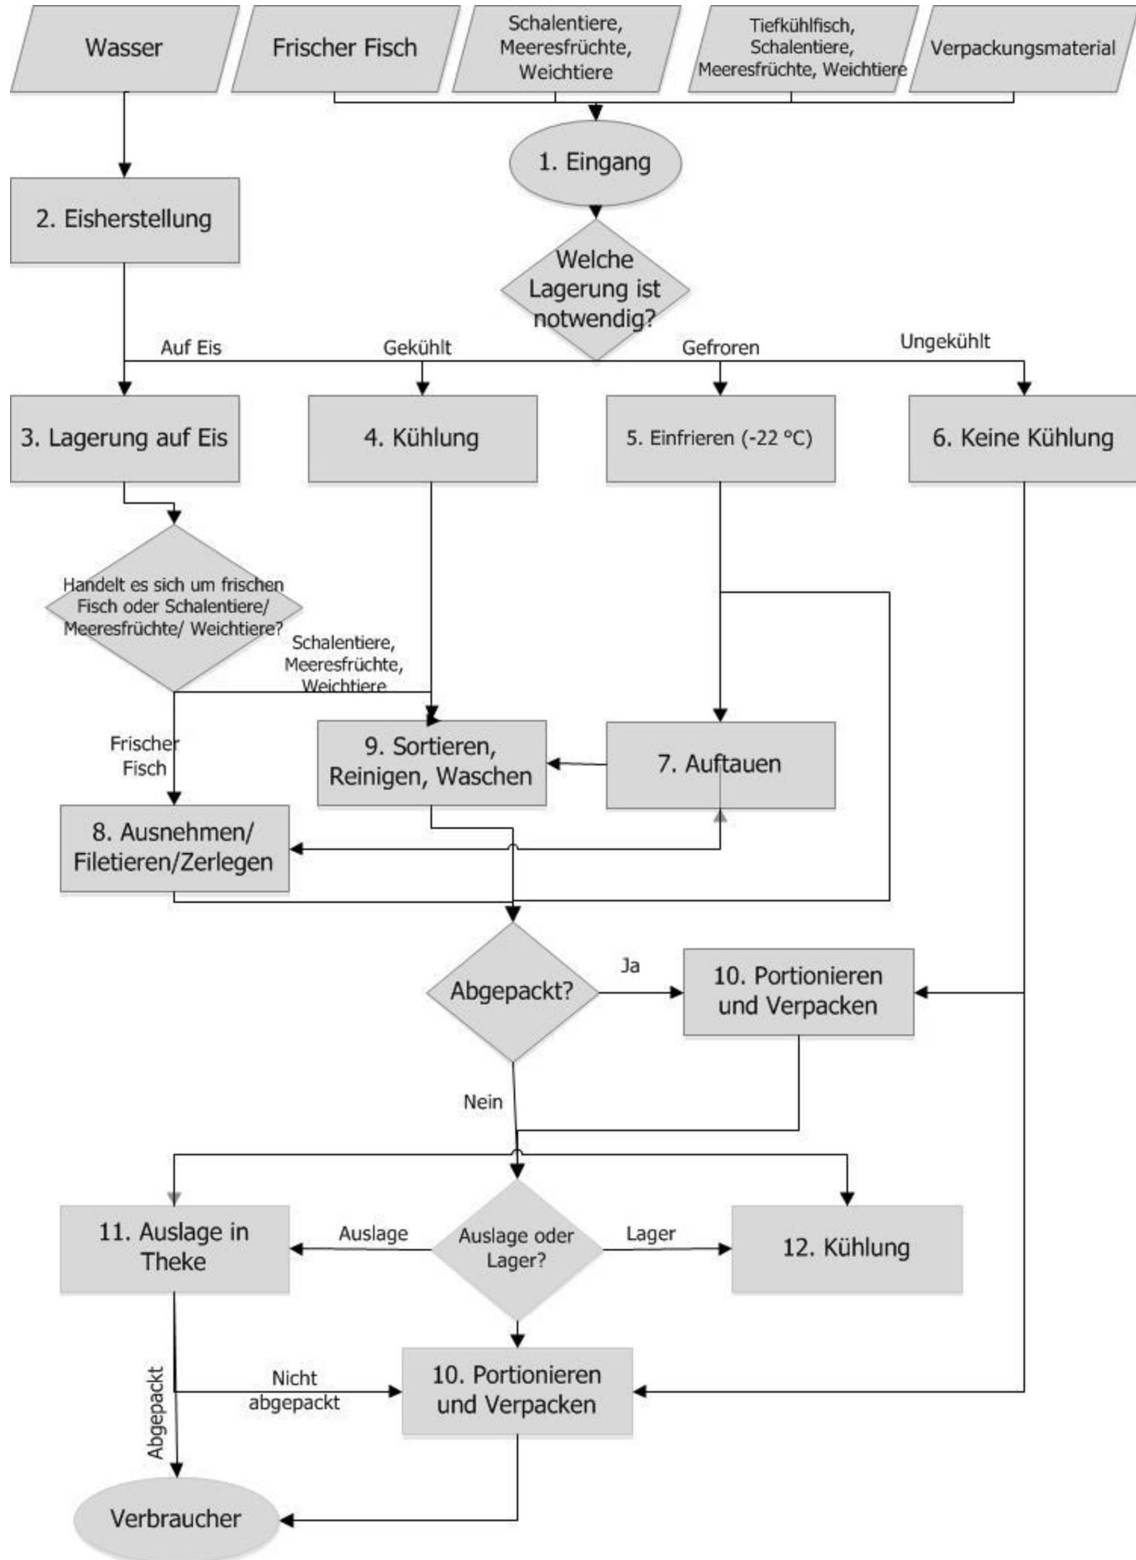 Wasser
Frischer Fisch
Schalentiere,
Meeresfrüchte,
Weichtiere
Tiefkühlfisch,
Schalentiere,
Meeresfrüchte, Weichtiere
Verpackungsmaterial
1. Eingang
2. Eisherstellung
Welche
Lagerung ist
notwendig?
Auf Eis
Gekühlt
Gefroren
Ungekühlt
3. Lagerung auf Eis
4. Kühlung
5. Einfrieren (-22 °C)
6. Keine Kühlung
Handelt es sich um frischen
Fisch oder Schalentiere/
Meeresfrüchte/ Weichtiere?
Schalentiere,
Meeresfrüchte,
Weichtiere
Frischer
Fisch
9. Sortieren,
Reinigen, Waschen
7. Auftauen
8. Ausnehmen/
Filetieren/Zerlegen
Abgepackt?
Ja
10. Portionieren
und Verpacken
Nein
11. Auslage in
Theke
Auslage
Auslage oder
Lager?
Lager
12. Kühlung
Abgepackt
Nicht
abgepackt
10. Portionieren
und Verpacken
Verbraucher